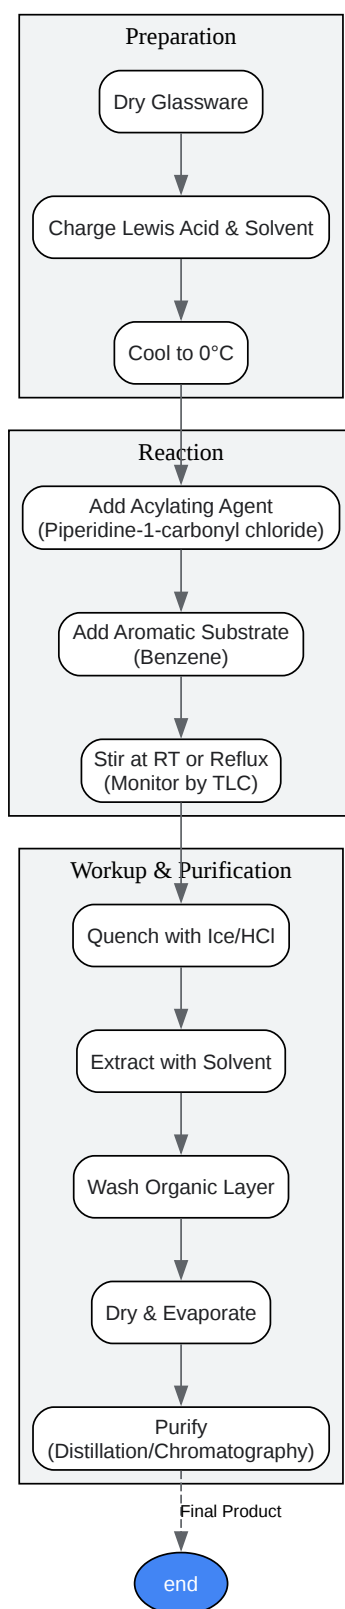 Preparation
Dry Glassware
Charge Lewis Acid & Solvent
Cool to 0°C
Reaction
Add Acylating Agent
(Piperidine-1-carbonyl chloride)
Add Aromatic Substrate
(Benzene)
Stir at RT or Reflux
(Monitor by TLC)
Workup & Purification
Quench with Ice/HCl
Extract with Solvent
Wash Organic Layer
Dry & Evaporate
Purify
(Distillation/Chromatography)
Final Product
end